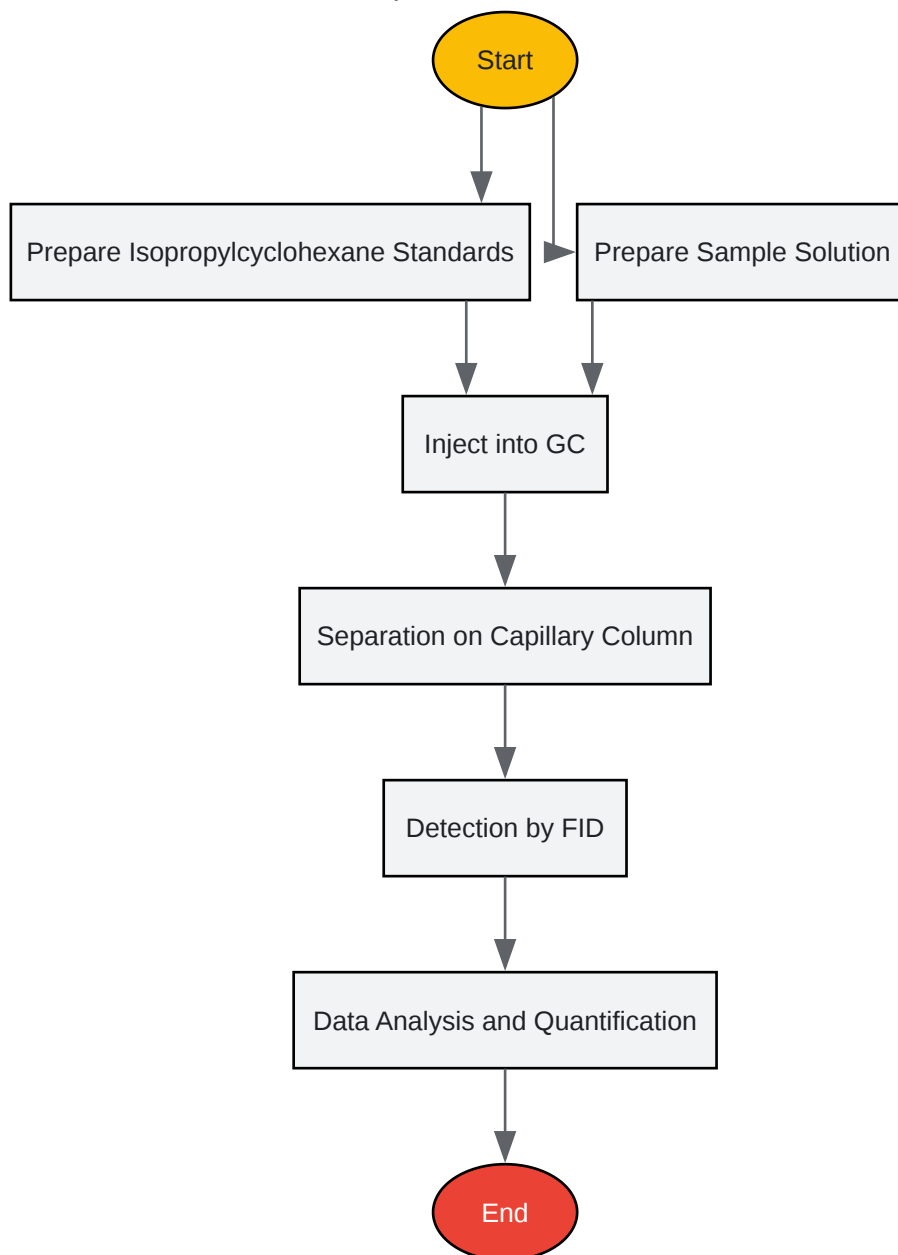 Start
Prepare Isopropylcyclohexane Standards
Prepare Sample Solution
Inject into GC
Separation on Capillary Column
Detection by FID
Data Analysis and Quantification
End